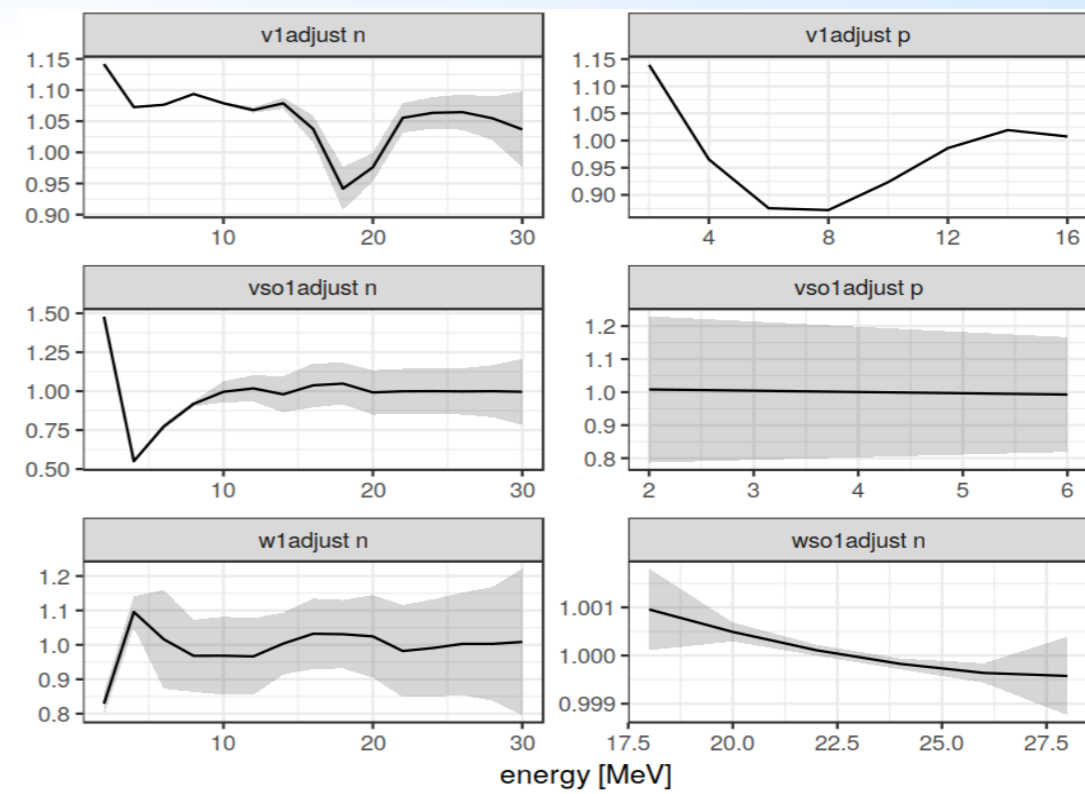 v1adjust n
1.15
1.10
1.05
1.00
0.95
0.90
10 20 30
v1adjust p
1.15
1.10
1.05
1.00
0.95
0.90
4 8 12 16
vso1adjust n
1.50
1.25
1.00
0.75
0.50
10 20 30
vso1adjust p
1.2
1.1
1.0
0.9
0.8
2 3 4 5 6
w1adjust n
1.2
1.1
1.0
0.9
0.8
10 20 30
wso1adjust n
1.001
1.000
0.999
17.5 20.0 22.5 25.0 27.5
energy [MeV]